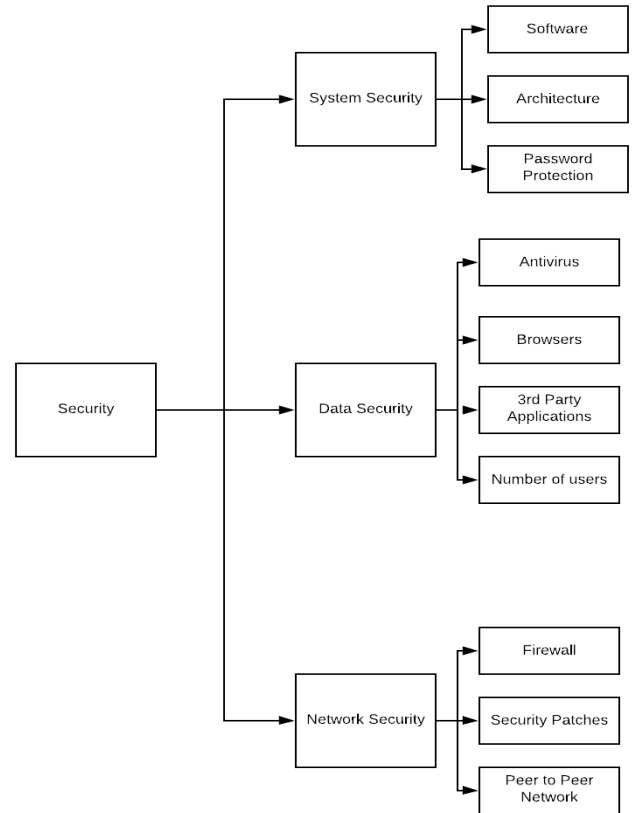 Software
System Security
Architecture
Password
Protection
Antivirus
Browsers
Security
Data Security
3rd Party
Applications
Number of users
Firewall
Network Security
Security Patches
Peer to Peer
Network